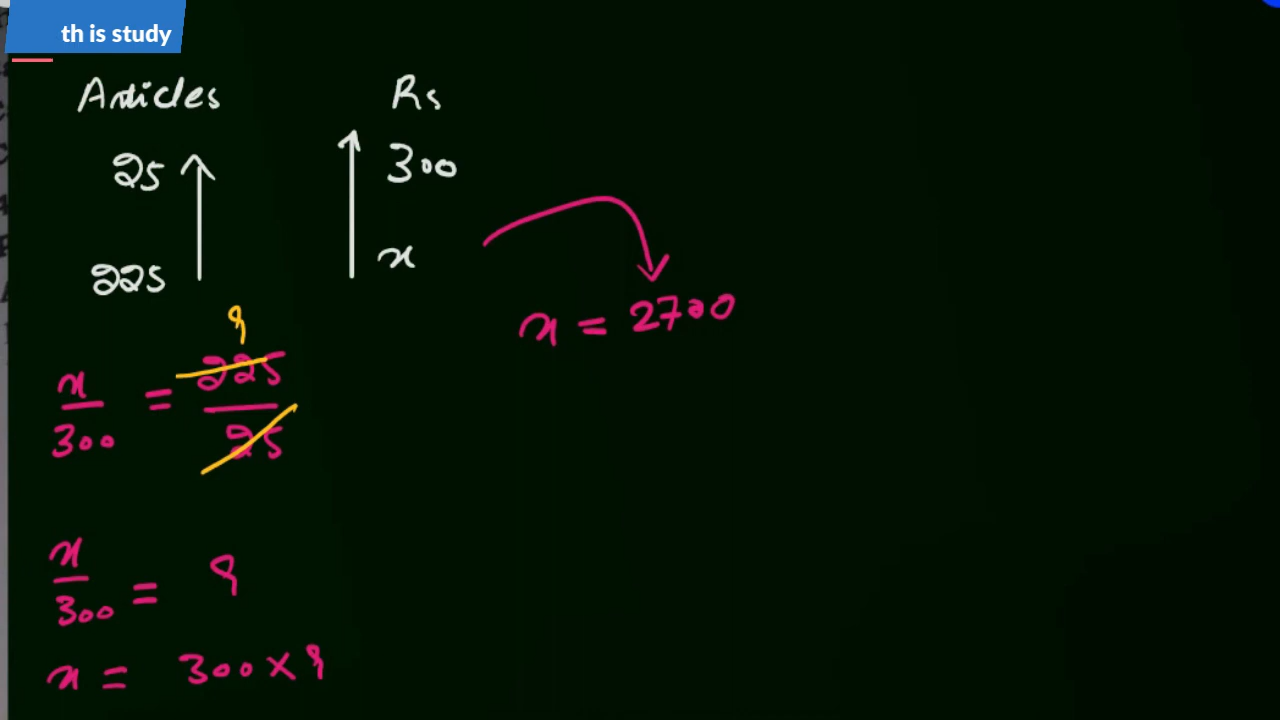 th is study
Articles Rs
25 300
225 x
x = 2700
9
x/300 = 225/25
x/300 = 9
x = 300 × 9